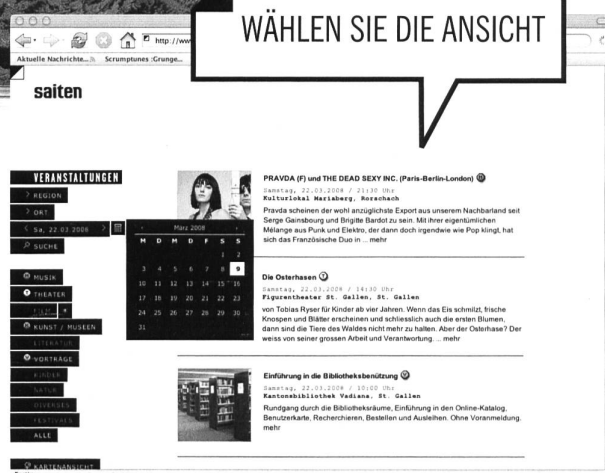 WÄHLEN SIE DIE ANSICHT
http://ww
Aktuelle Nachrichte... Scrumptunes :Grunge...
saiten
VERANSTALTUNGEN
REGION
ORT
Sa, 22.03.2008
SUCHE
MUSIK
THEATER
FILM
KUNST / MUSEEN
LITERATUR
VORTRÄGE
KINDER
NATUR
DIVERSES
FESTIVALS
ALLE
KARTENANSICHT
März 2008
M D M D F S S
1 2
3 4 5 6 7 8 9
10 11 12 13 14 15 16
17 18 19 20 21 22 23
24 25 26 27 28 29 30
31
PRAVDA (F) und THE DEAD SEXY INC. (Paris-Berlin-London)
Samstag, 22.03.2008 / 21:30 Uhr
Kulturlokal Mariaberg, Rorschach
Pravda scheinen der wohl anzüglichste Export aus unserem Nachbarland seit
Serge Gainsbourg und Brigitte Bardot zu sein. Mit ihrer eigentümlichen
Mélange aus Punk und Elektro, der dann doch irgendwie wie Pop klingt, hat
sich das Französische Duo in ... mehr
Die Osterhasen
Samstag, 22.03.2008 / 14:30 Uhr
Figurentheater St. Gallen, St. Gallen
von Tobias Ryser für Kinder ab vier Jahren. Wenn das Eis schmilzt, frische
Knospen und Blätter erscheinen und schliesslich auch die ersten Blumen,
dann sind die Tiere des Waldes nicht mehr zu halten. Aber der Osterhase? Der
weiss von seiner grossen Arbeit und Verantwortung. ... mehr
Einführung in die Bibliotheksbenützung
Samstag, 22.03.2008 / 10:00 Uhr
Kantonsbibliothek Vadiana, St. Gallen
Rundgang durch die Bibliotheksräume, Einführung in den Online-Katalog,
Benutzerkarte, Recherchieren, Bestellen und Ausleihen. Ohne Voranmeldung.
mehr